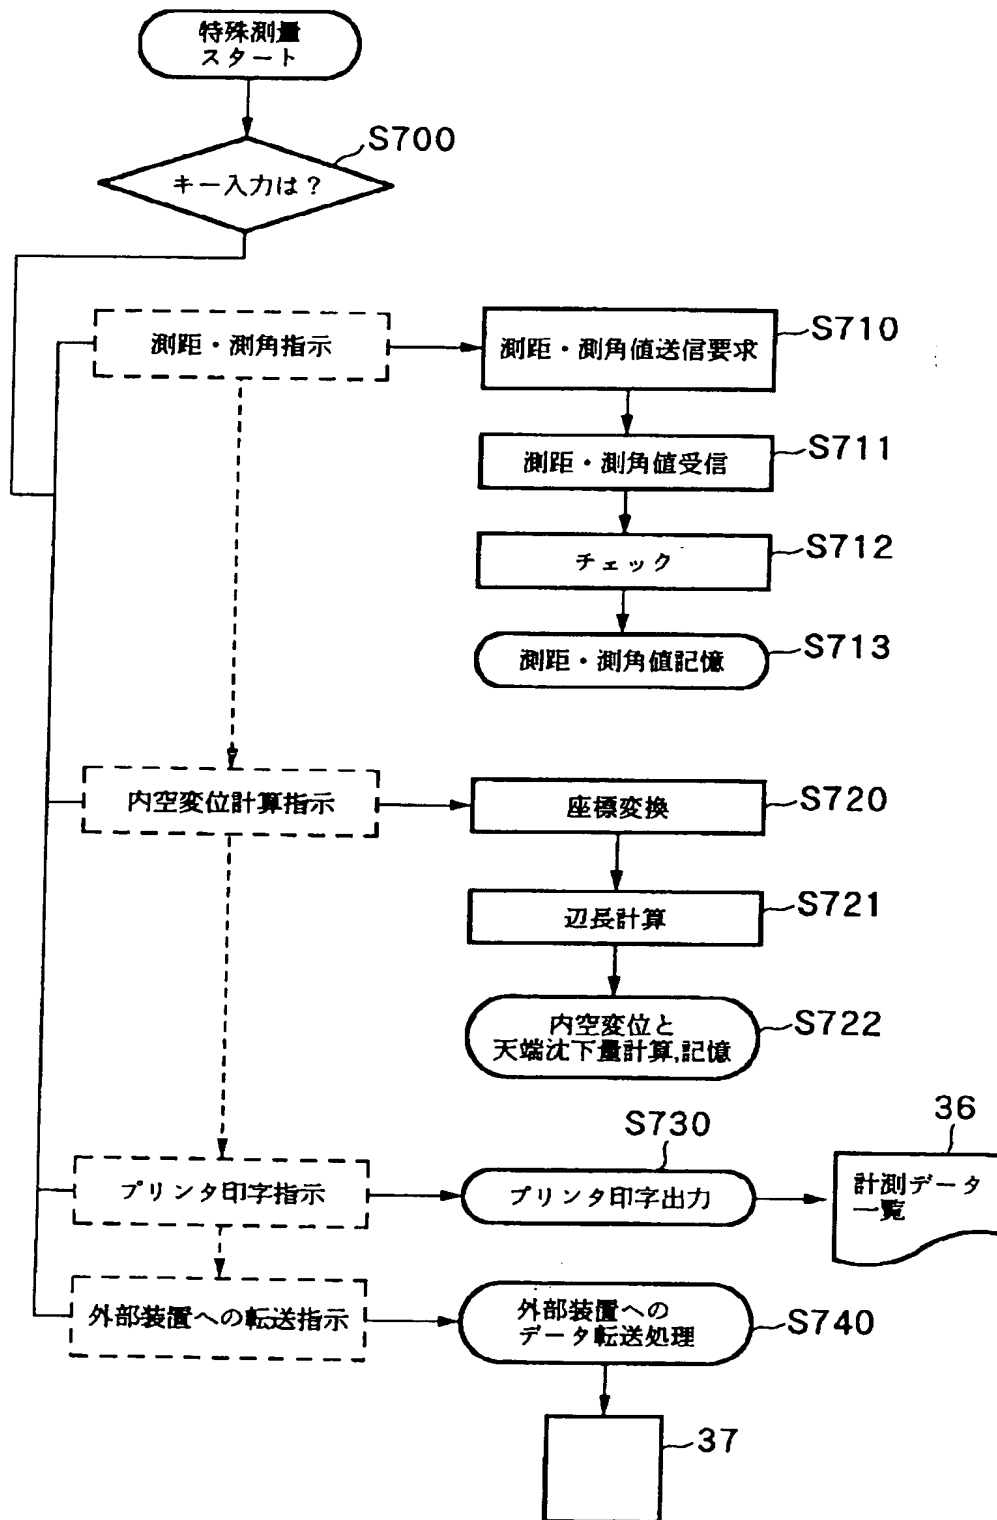 特殊測量
スタート
S700
キー入力は?
測距・測角指示
測距・測角値送信要求
S710
測距・測角値受信
S711
チェック
S712
測距・測角値記憶
S713
内空変位計算指示
座標変換
S720
辺長計算
S721
内空変位と
天端沈下量計算,記憶
S722
プリンタ印字指示
S730
プリンタ印字出力
36
計測データ
一覧
外部装置への転送指示
外部装置への
データ転送処理
S740
37